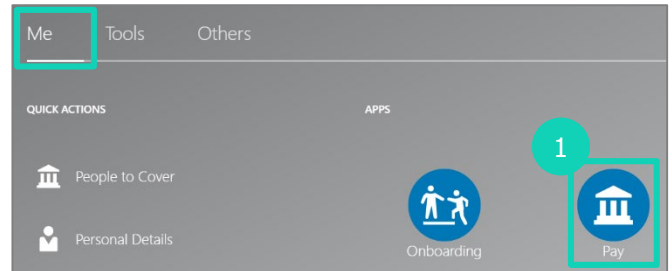 Me Tools Others
QUICK ACTIONS APPS
1
People to Cover
Personal Details
Onboarding Pay